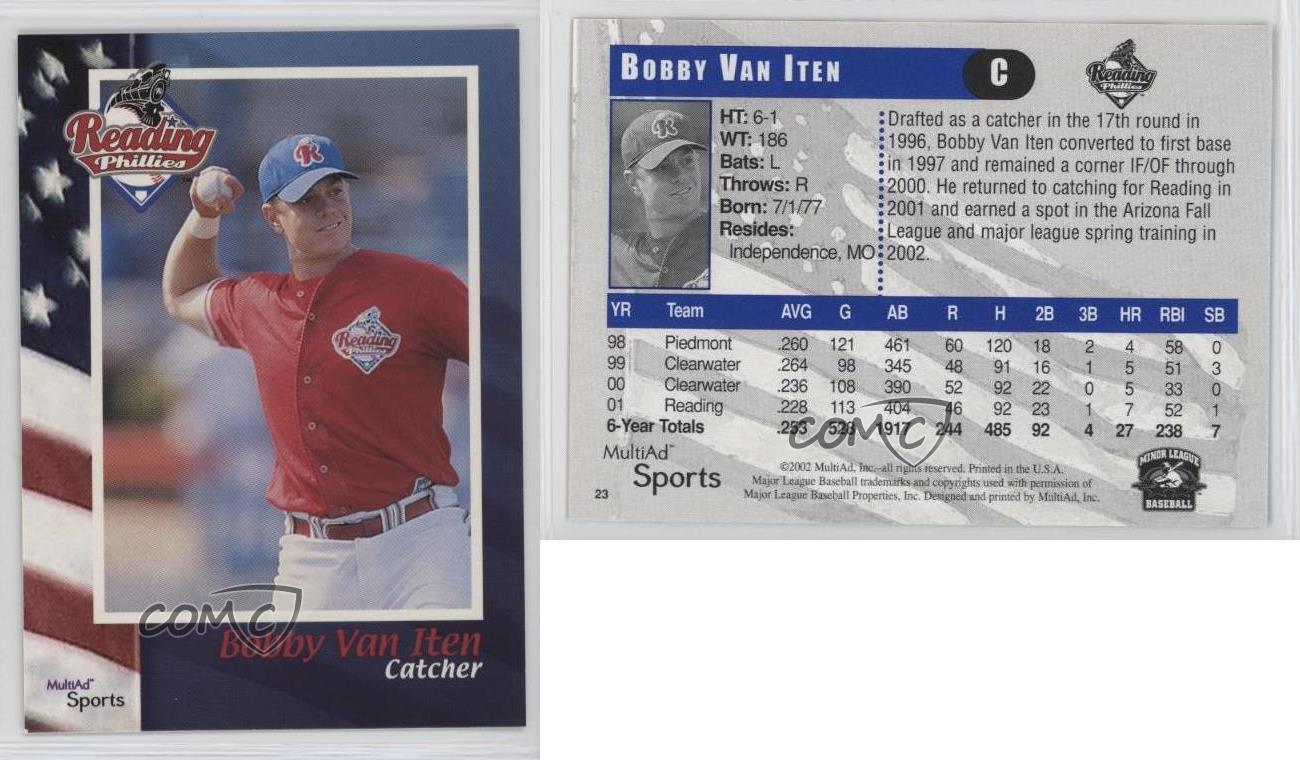 Reading
Phillies
R
Reading
Phillies
COMC
Bobby Van Iten
Catcher
MultiAd™
Sports
BOBBY VAN ITEN
C
Reading
Phillies
R
HT: 6-1
WT: 186
Bats: L
Throws: R
Born: 7/1/77
Resides:
Independence, MO
Drafted as a catcher in the 17th round in
1996, Bobby Van Iten converted to first base
in 1997 and remained a corner IF/OF through
2000. He returned to catching for Reading in
2001 and earned a spot in the Arizona Fall
League and major league spring training in
2002.
YR Team AVG G AB R H 2B 3B HR RBI SB
98 Piedmont .260 121 461 60 120 18 2 4 58 0
99 Clearwater .264 98 345 48 91 16 1 5 51 3
00 Clearwater .236 108 390 52 92 22 0 5 33 0
01 Reading .228 113 404 46 92 23 1 7 52 1
6-Year Totals .253 528 1917 244 485 92 4 27 238 7
COMC
MultiAd™
Sports
23
©2002 MultiAd, Inc.–all rights reserved. Printed in the U.S.A.
Major League Baseball trademarks and copyrights used with permission of
Major League Baseball Properties, Inc. Designed and printed by MultiAd, Inc.
MINOR LEAGUE
BASEBALL